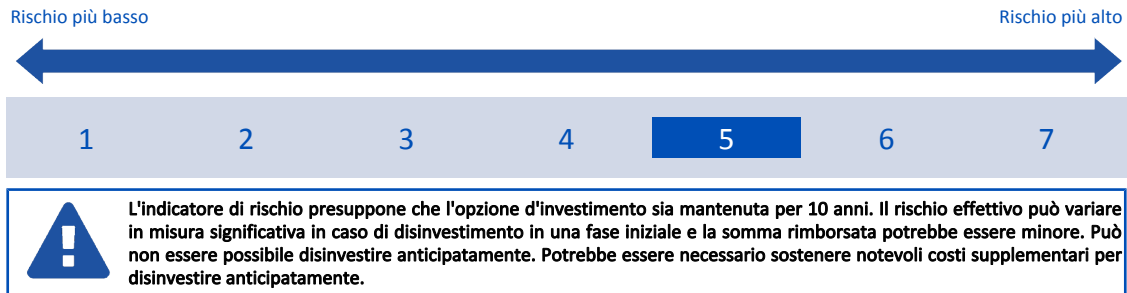 Rischio più basso Rischio più alto
1 2 3 4 5 6 7
L'indicatore di rischio presuppone che l'opzione d'investimento sia mantenuta per 10 anni. Il rischio effettivo può variare
in misura significativa in caso di disinvestimento in una fase iniziale e la somma rimborsata potrebbe essere minore. Può
non essere possibile disinvestire anticipatamente. Potrebbe essere necessario sostenere notevoli costi supplementari per
disinvestire anticipatamente.